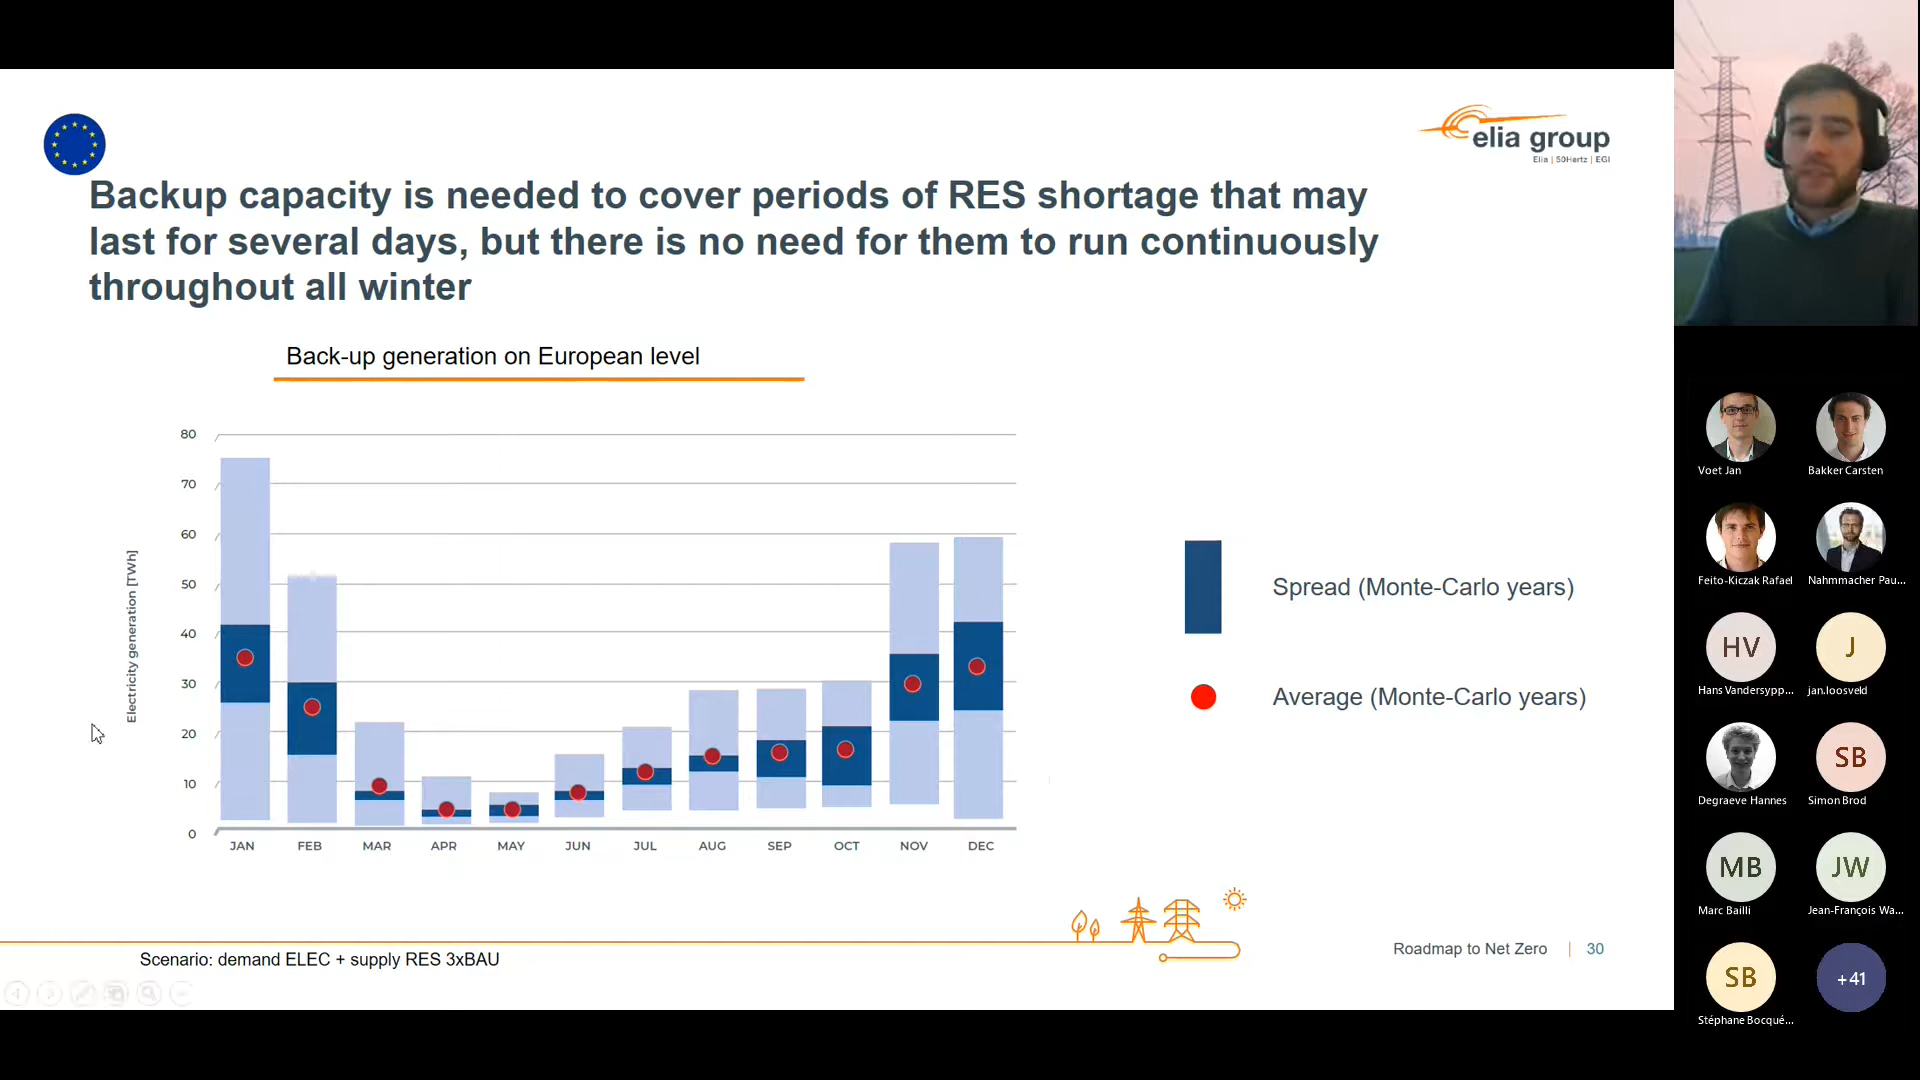 elia group
Elia | 50Hertz | EGI
Backup capacity is needed to cover periods of RES shortage that may
last for several days, but there is no need for them to run continuously
throughout all winter
Back-up generation on European level
Electricity generation [TWh]
80
70
60
50
40
30
20
10
0
JAN FEB MAR APR MAY JUN JUL AUG SEP OCT NOV DEC
Spread (Monte-Carlo years)
Average (Monte-Carlo years)
Scenario: demand ELEC + supply RES 3xBAU
Roadmap to Net Zero | 30
Voet Jan
Bakker Carsten
Feito-Kiczak Rafael
Nahmmacher Pau...
HV
Hans Vandersypp...
J
jan.loosveld
Degraeve Hannes
SB
Simon Brod
MB
Marc Bailli
JW
Jean-François Wa...
SB
Stéphane Bocqué...
+41